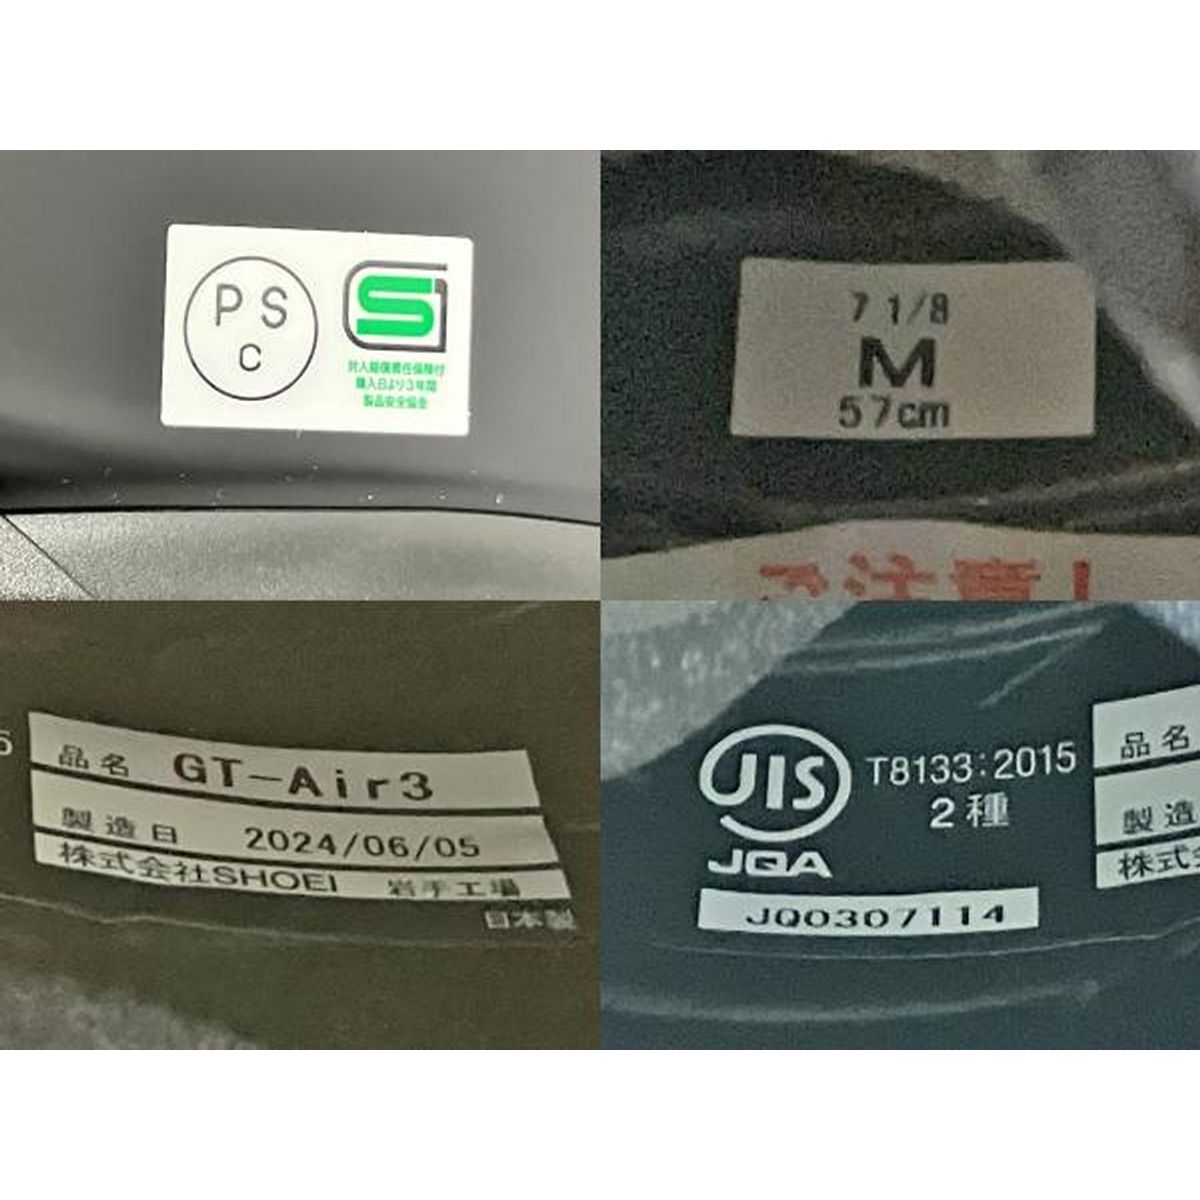 PS
C
S
対人賠償責任保険付
購入日より3年間
製品安全協会
7 1/8
M
57cm
ご注意!
5
品名 GT-Air3
製造日 2024/06/05
株式会社SHOEI 岩手工場
日本製
JIS
T8133:2015
2種
JQA
JQ0307114
品名
製造
株式会